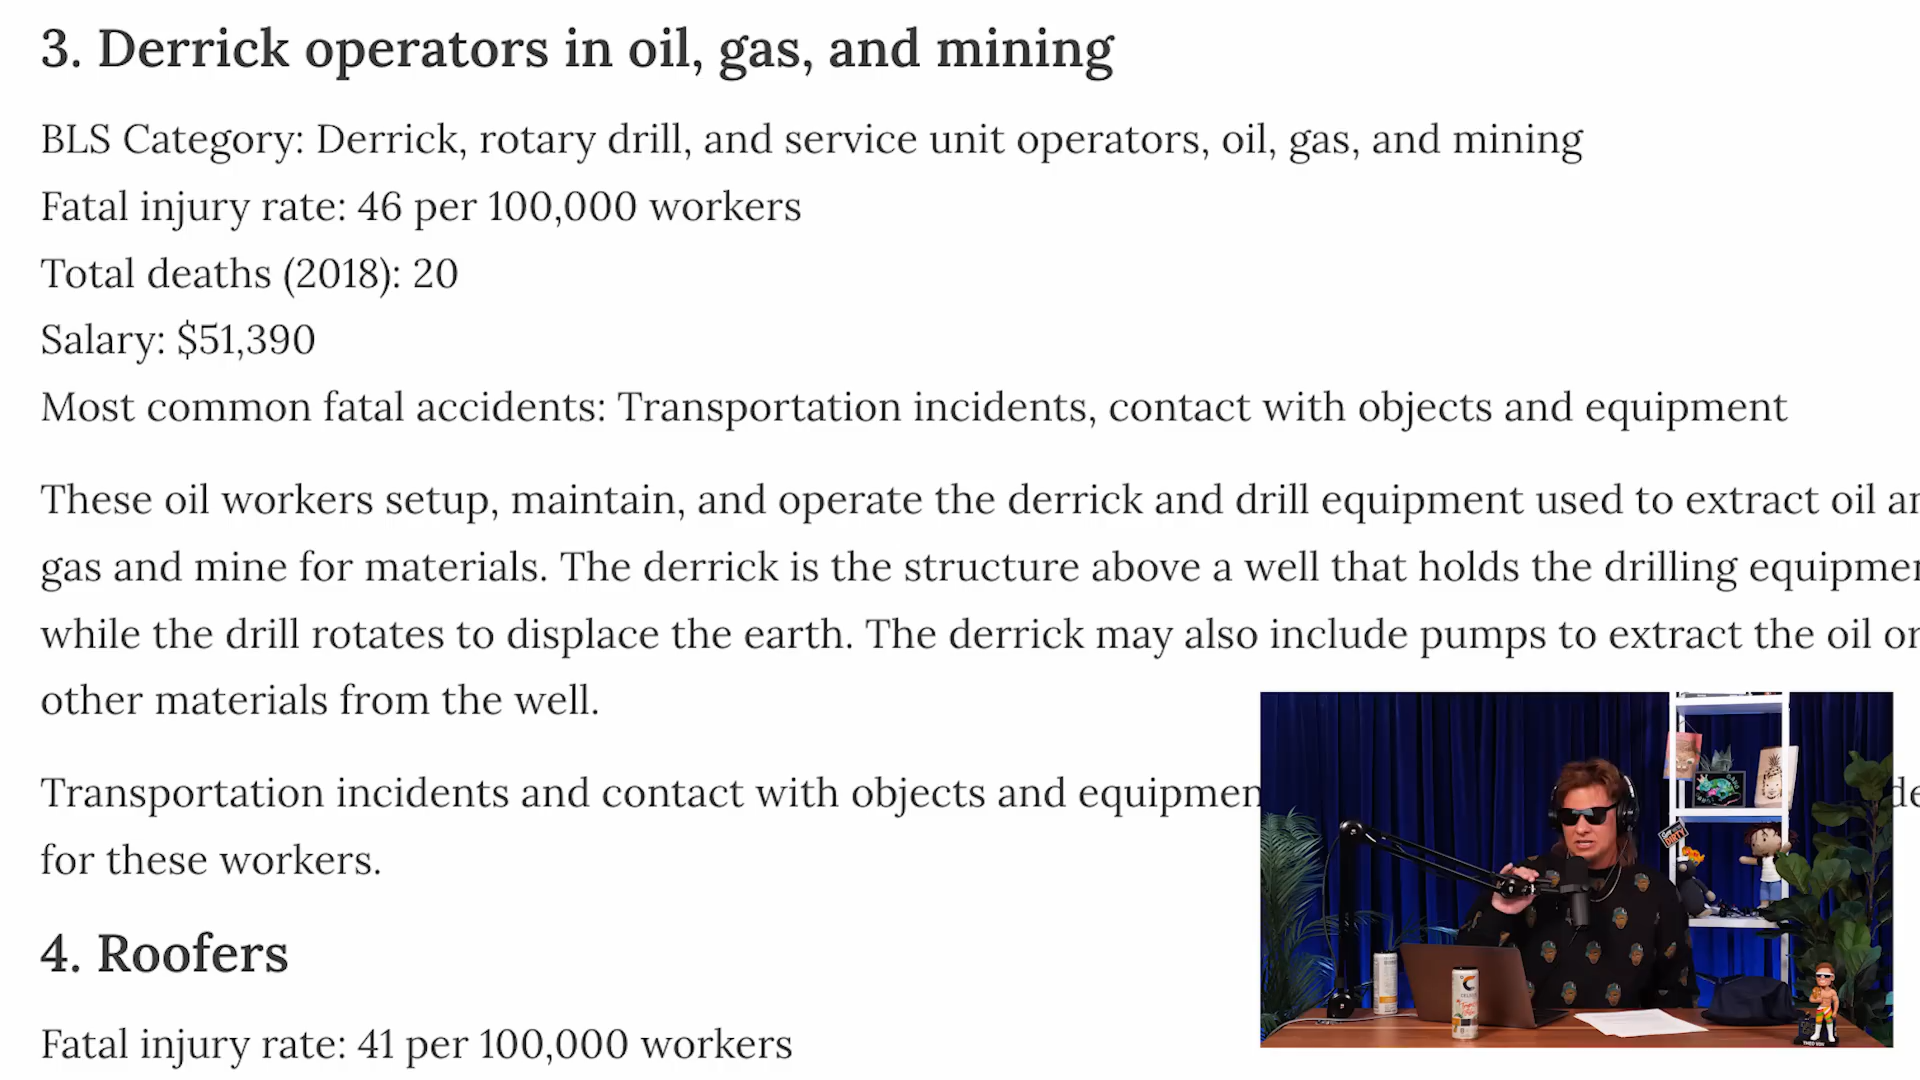 3. Derrick operators in oil, gas, and mining
BLS Category: Derrick, rotary drill, and service unit operators, oil, gas, and mining
Fatal injury rate: 46 per 100,000 workers
Total deaths (2018): 20
Salary: $51,390
Most common fatal accidents: Transportation incidents, contact with objects and equipment
These oil workers setup, maintain, and operate the derrick and drill equipment used to extract oil
gas and mine for materials. The derrick is the structure above a well that holds the drilling
while the drill rotates to displace the earth. The derrick may also include pumps to extract the oil or
other materials from the well.
Transportation incidents and contact with objects and
for these workers.
4. Roofers
Fatal injury rate: 41 per 100,000 workers
THEO VON